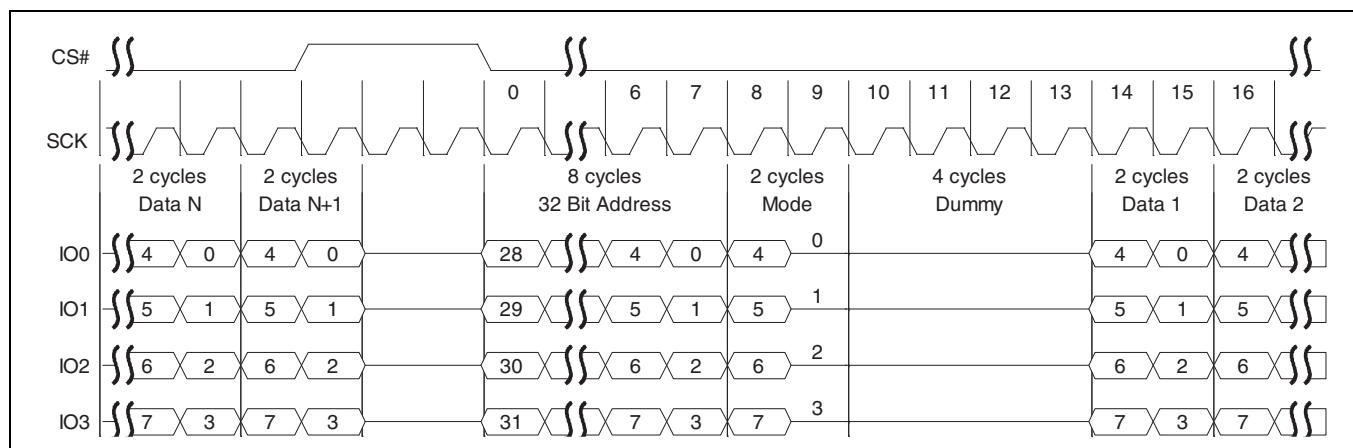 CS#
0 6 7 8 9 10 11 12 13 14 15 16
SCK
2 cycles 2 cycles 8 cycles 2 cycles 4 cycles 2 cycles 2 cycles
Data N Data N+1 32 Bit Address Mode Dummy Data 1 Data 2
IO0 4 0 4 0 28 4 0 4 0 4 0 4
IO1 5 1 5 1 29 5 1 5 1 5 1 5
IO2 6 2 6 2 30 6 2 6 2 6 2 6
IO3 7 3 7 3 31 7 3 7 3 7 3 7